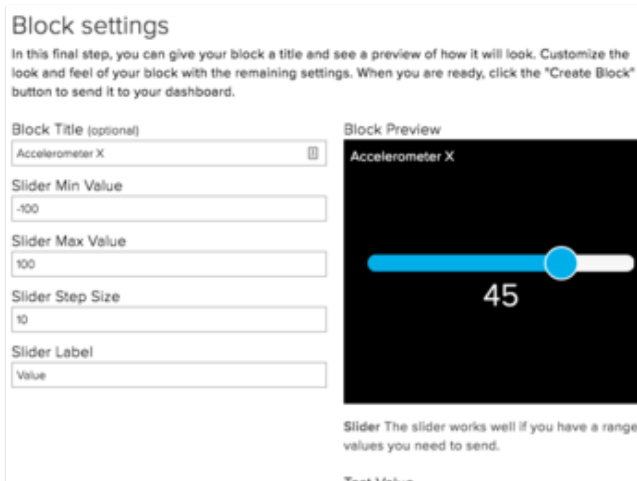 Block settings
In this final step, you can give your block a title and see a preview of how it will look. Customize the
look and feel of your block with the remaining settings. When you are ready, click the "Create Block"
button to send it to your dashboard.
Block Title (optional)
Accelerometer X
Slider Min Value
-100
Slider Max Value
100
Slider Step Size
10
Slider Label
Value
Block Preview
Accelerometer X
45
Slider The slider works well if you have a range
values you need to send.
Test Value